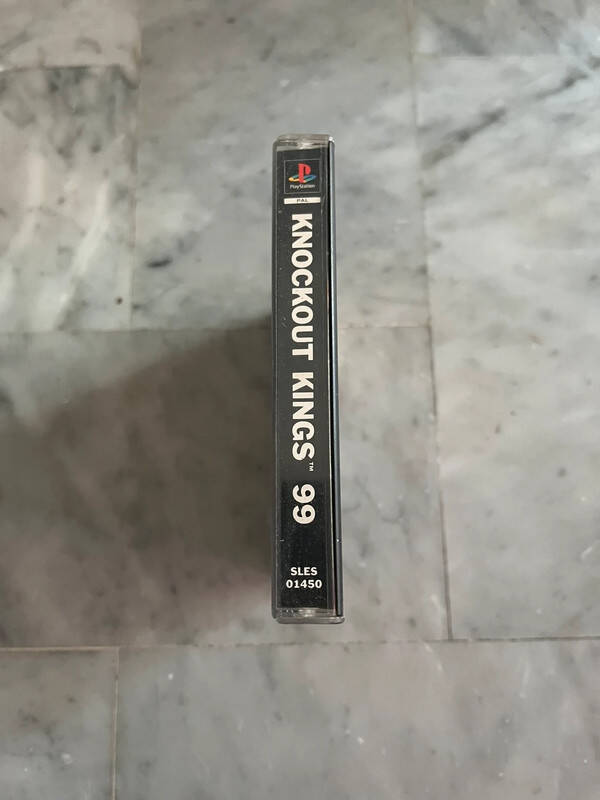 PlayStation
PAL
KNOCKOUT KINGS™ 99
SLES
01450